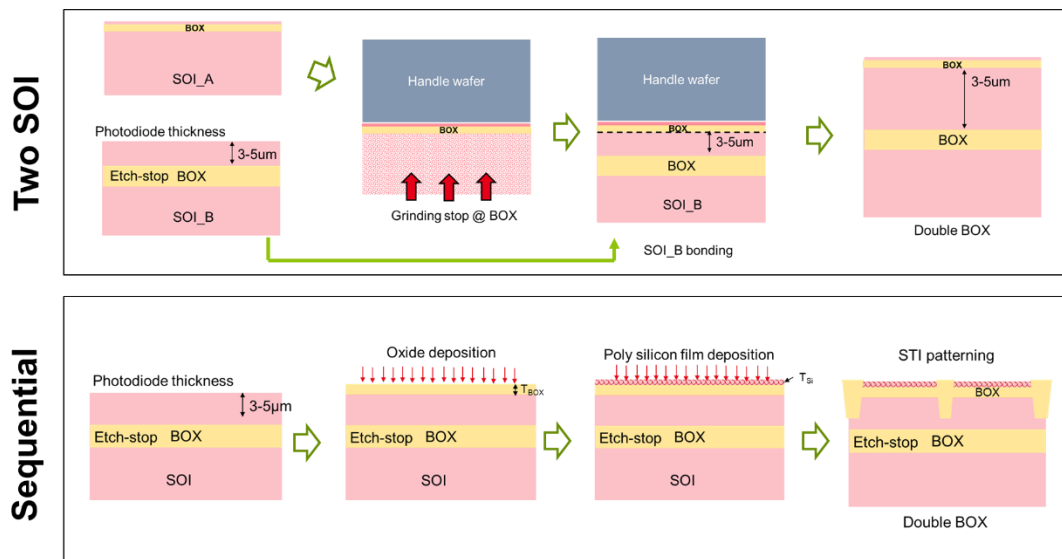 Two SOI
BOX
SOI_A
Photodiode thickness
3-5um
Etch-stop BOX
SOI_B
Handle wafer
BOX
Grinding stop @ BOX
Handle wafer
BOX
3-5um
BOX
SOI_B
SOI_B bonding
BOX
3-5um
BOX
Double BOX
Sequential
Photodiode thickness
3-5μm
Etch-stop BOX
SOI
Oxide deposition
TBOX
Etch-stop BOX
SOI
Poly silicon film deposition
TSi
Etch-stop BOX
SOI
STI patterning
BOX
Etch-stop BOX
Double BOX